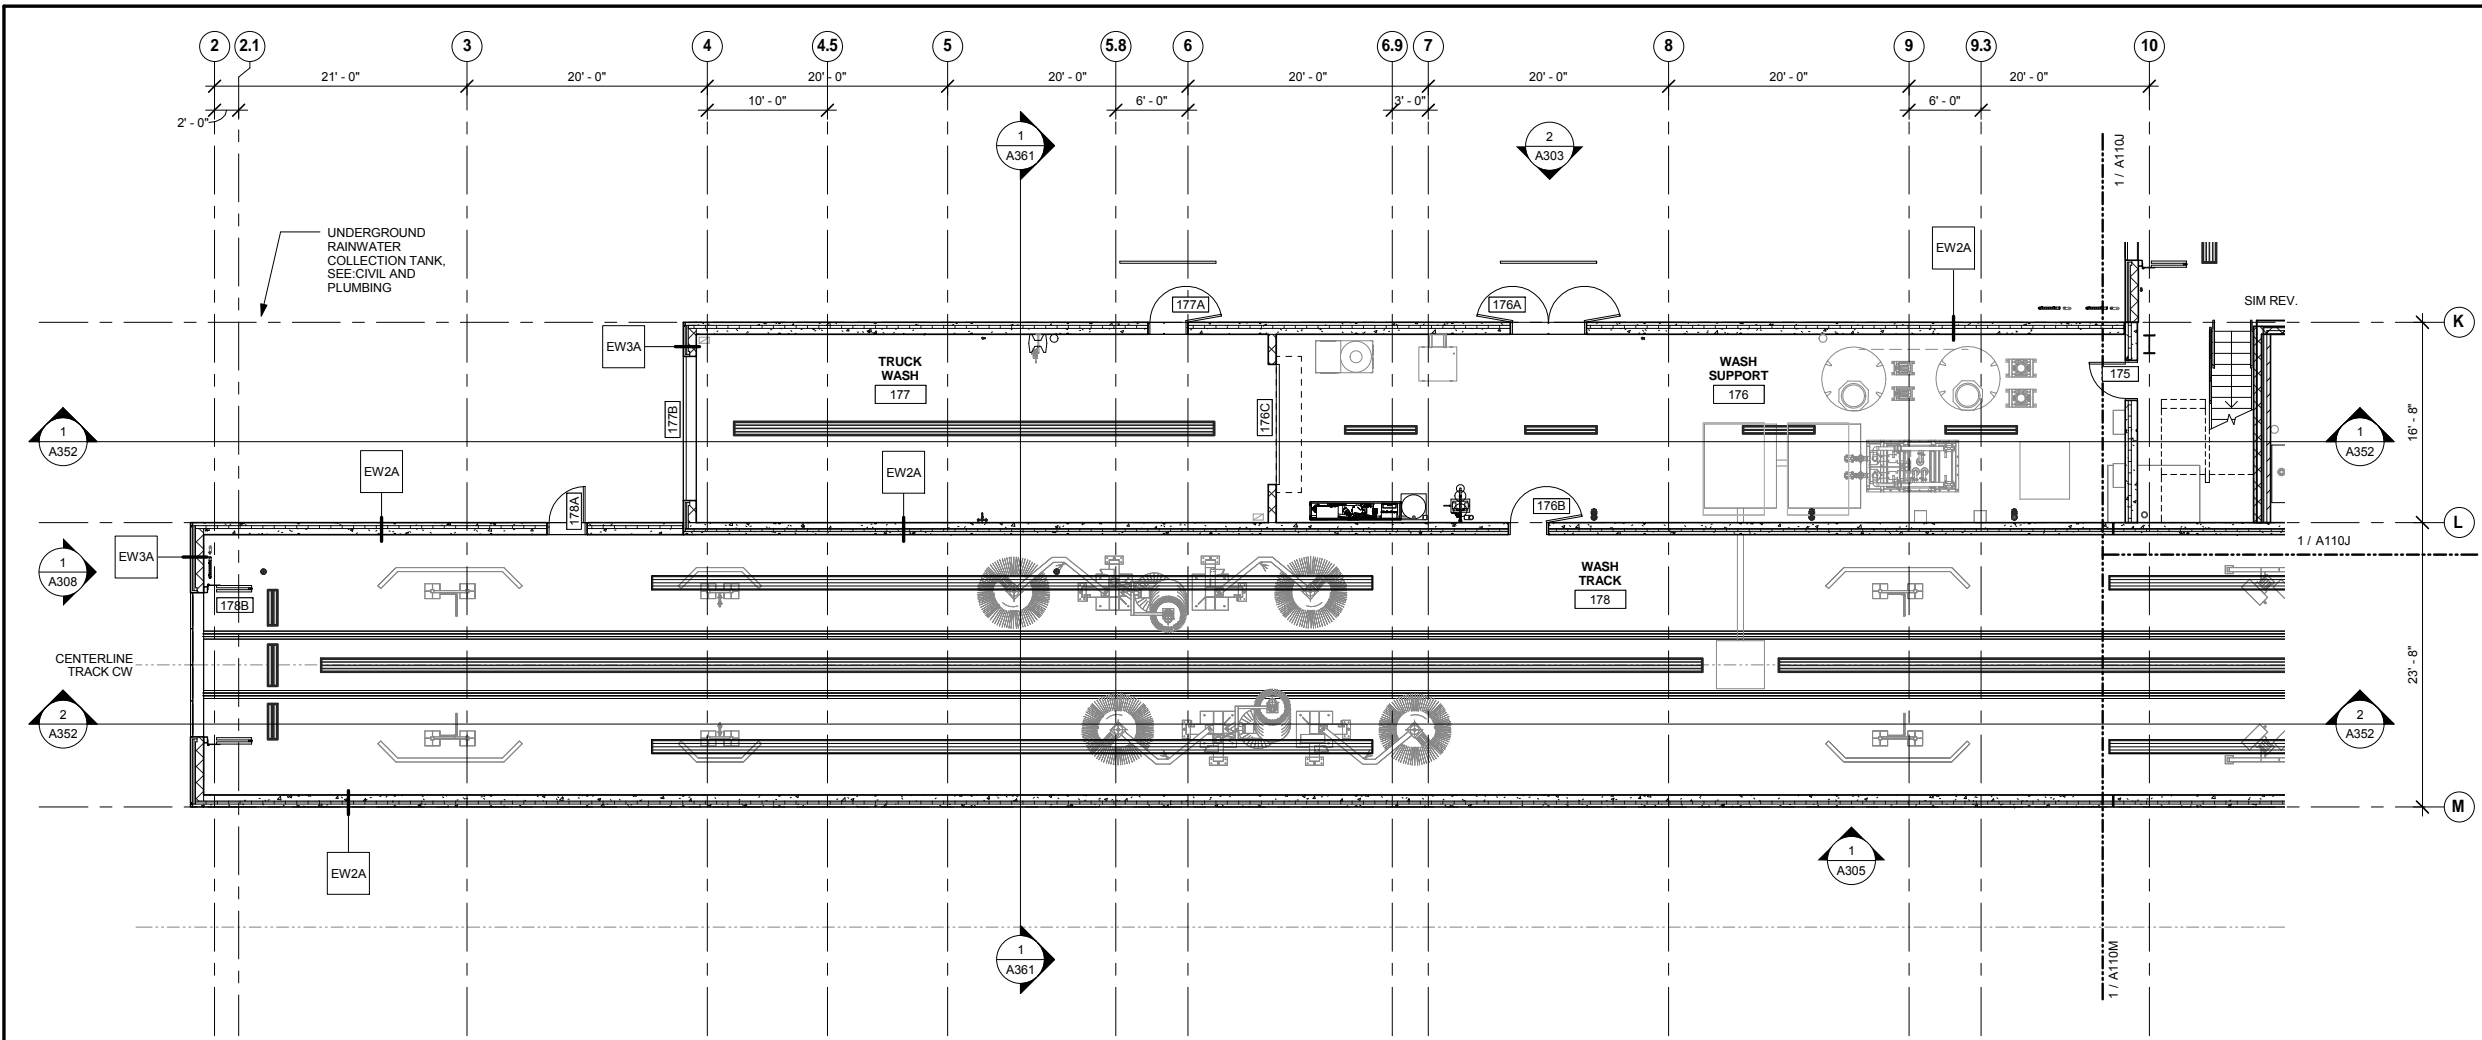 2
2.1
3
4
4.5
5
5.8
6
6.9
7
8
9
9.3
10
21' - 0"
20' - 0"
20' - 0"
20' - 0"
20' - 0"
20' - 0"
20' - 0"
20' - 0"
2' - 0"
10' - 0"
6' - 0"
3' - 0"
6' - 0"
1
A361
2
A303
1 / A110J
UNDERGROUND
RAINWATER
COLLECTION TANK,
SEE:CIVIL AND
PLUMBING
EW2A
177A
176A
SIM REV.
K
EW3A
TRUCK
WASH
177
WASH
SUPPORT
176
175
177B
176C
16' - 8"
1
A352
1
A352
EW2A
EW2A
178A
176B
L
1 / A110J
EW3A
1
A308
WASH
TRACK
178
178B
CENTERLINE
TRACK CW
23' - 8"
2
A352
2
A352
M
EW2A
1
A305
1
A361
1 / A110M